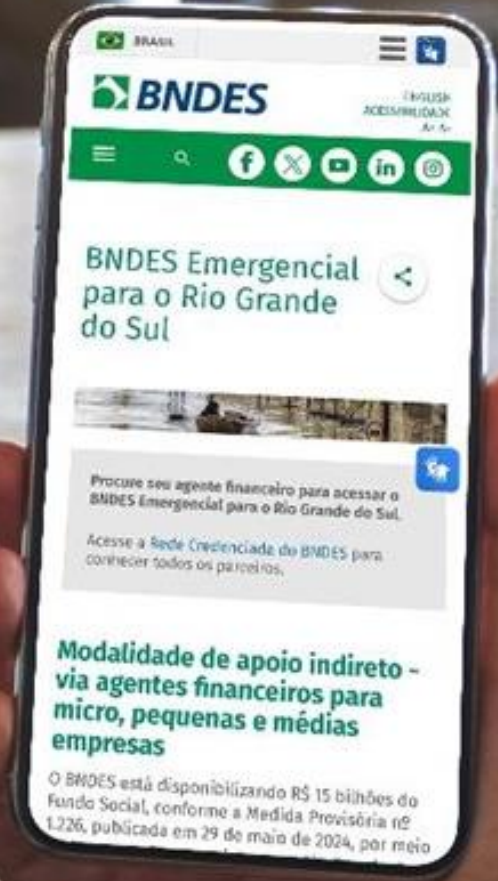 BRASIL
BNDES
ENGLISH
ACESSIBILIDADE
A+ A-
BNDES Emergencial
para o Rio Grande
do Sul
Procure seu agente financeiro para acessar o
BNDES Emergencial para o Rio Grande do Sul.
Acesse a Rede Credenciada do BNDES para
conhecer todos os parceiros.
Modalidade de apoio indireto -
via agentes financeiros para
micro, pequenas e médias
empresas
O BNDES está disponibilizando R$ 15 bilhões do
Fundo Social, conforme a Medida Provisória nº
1.226, publicada em 29 de maio de 2024, por meio